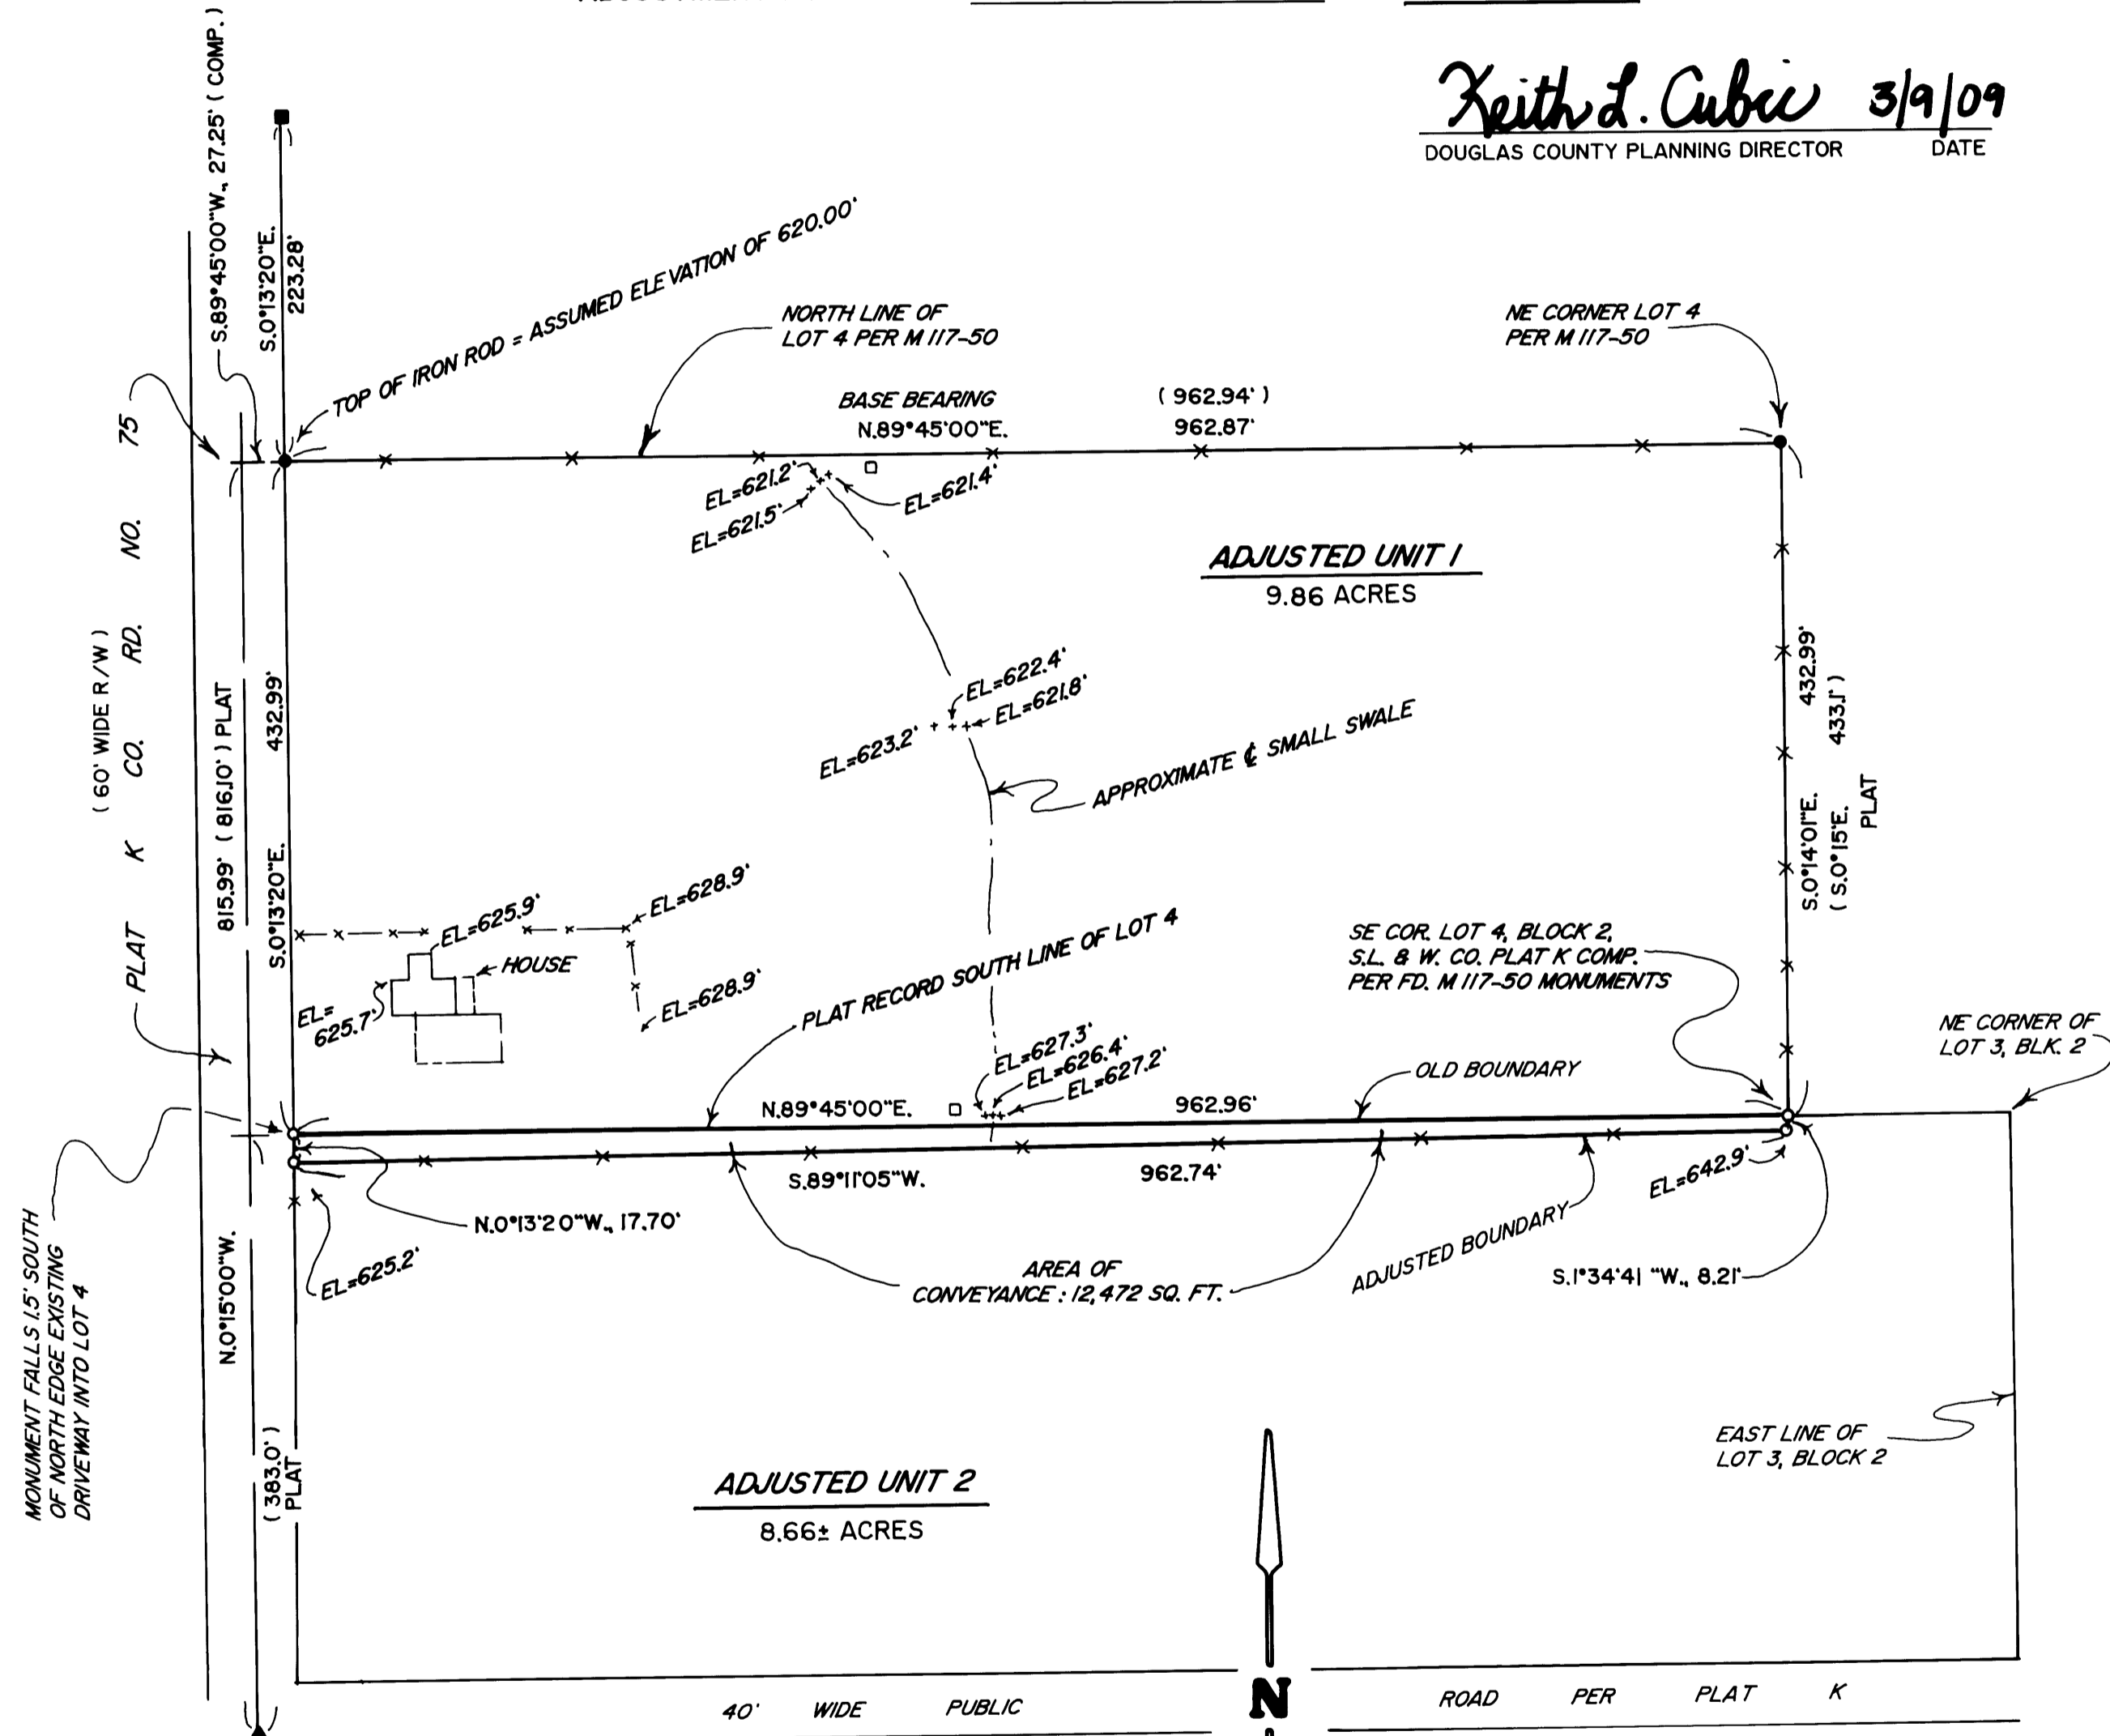 Keith L. Cubic 3/9/09
DOUGLAS COUNTY PLANNING DIRECTOR DATE
S.89°45'00"W., 27.25' ( COMP. )
S.0°13'20"E.
223.28'
TOP OF IRON ROD = ASSUMED ELEVATION OF 620.00'
NORTH LINE OF
LOT 4 PER M 117-50
NE CORNER LOT 4
PER M 117-50
BASE BEARING
N.89°45'00"E.
( 962.94' )
962.87'
EL=621.2'
EL=621.5'
EL=621.4'
ADJUSTED UNIT 1
9.86 ACRES
PLAT K CO. RD. NO. 75
( 60' WIDE R/W )
815.99' ( 816.10' ) PLAT
S.0°13'20"E. 432.99'
EL=622.4'
EL=621.8'
EL=623.2'
APPROXIMATE ℄ SMALL SWALE
S.0°14'01"E. 432.99'
( S.0°15'E. 433.1' )
PLAT
EL=625.9'
EL=628.9'
HOUSE
EL=
625.7'
EL=628.9'
PLAT RECORD SOUTH LINE OF LOT 4
SE COR. LOT 4, BLOCK 2,
S.L. & W. CO. PLAT K COMP.
PER FD. M 117-50 MONUMENTS
NE CORNER OF
LOT 3, BLK. 2
EL=627.3'
EL=626.4'
EL=627.2'
OLD BOUNDARY
N.89°45'00"E.
962.96'
S.89°11'05"W.
962.74'
EL=642.9'
N.0°13'20"W., 17.70'
EL=625.2'
AREA OF
CONVEYANCE : 12,472 SQ. FT.
ADJUSTED BOUNDARY
S.1°34'41 "W., 8.21'
MONUMENT FALLS 1.5' SOUTH
OF NORTH EDGE EXISTING
DRIVEWAY INTO LOT 4
N.0°15'00"W.
( 383.0' )
PLAT
EAST LINE OF
LOT 3, BLOCK 2
ADJUSTED UNIT 2
8.66± ACRES
N
40' WIDE PUBLIC ROAD PER PLAT K